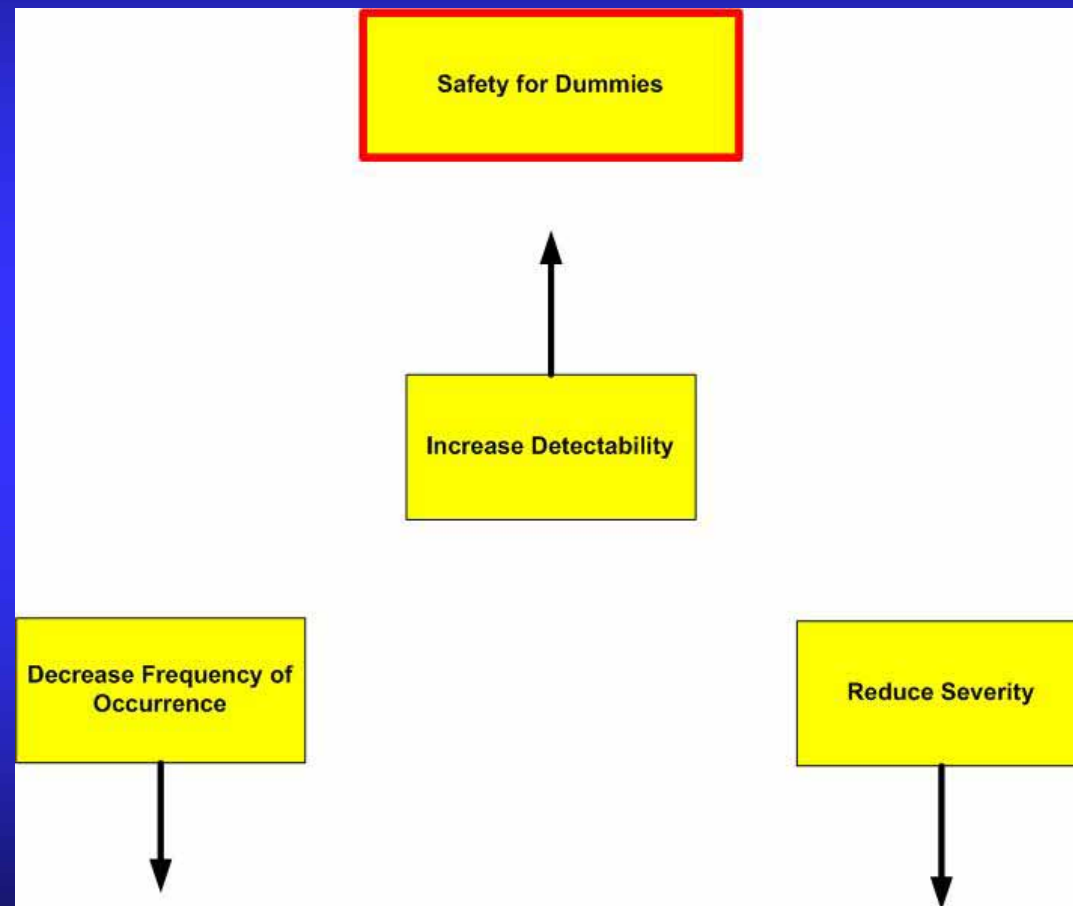 Safety for Dummies
Increase Detectability
Decrease Frequency of
Occurrence
Reduce Severity